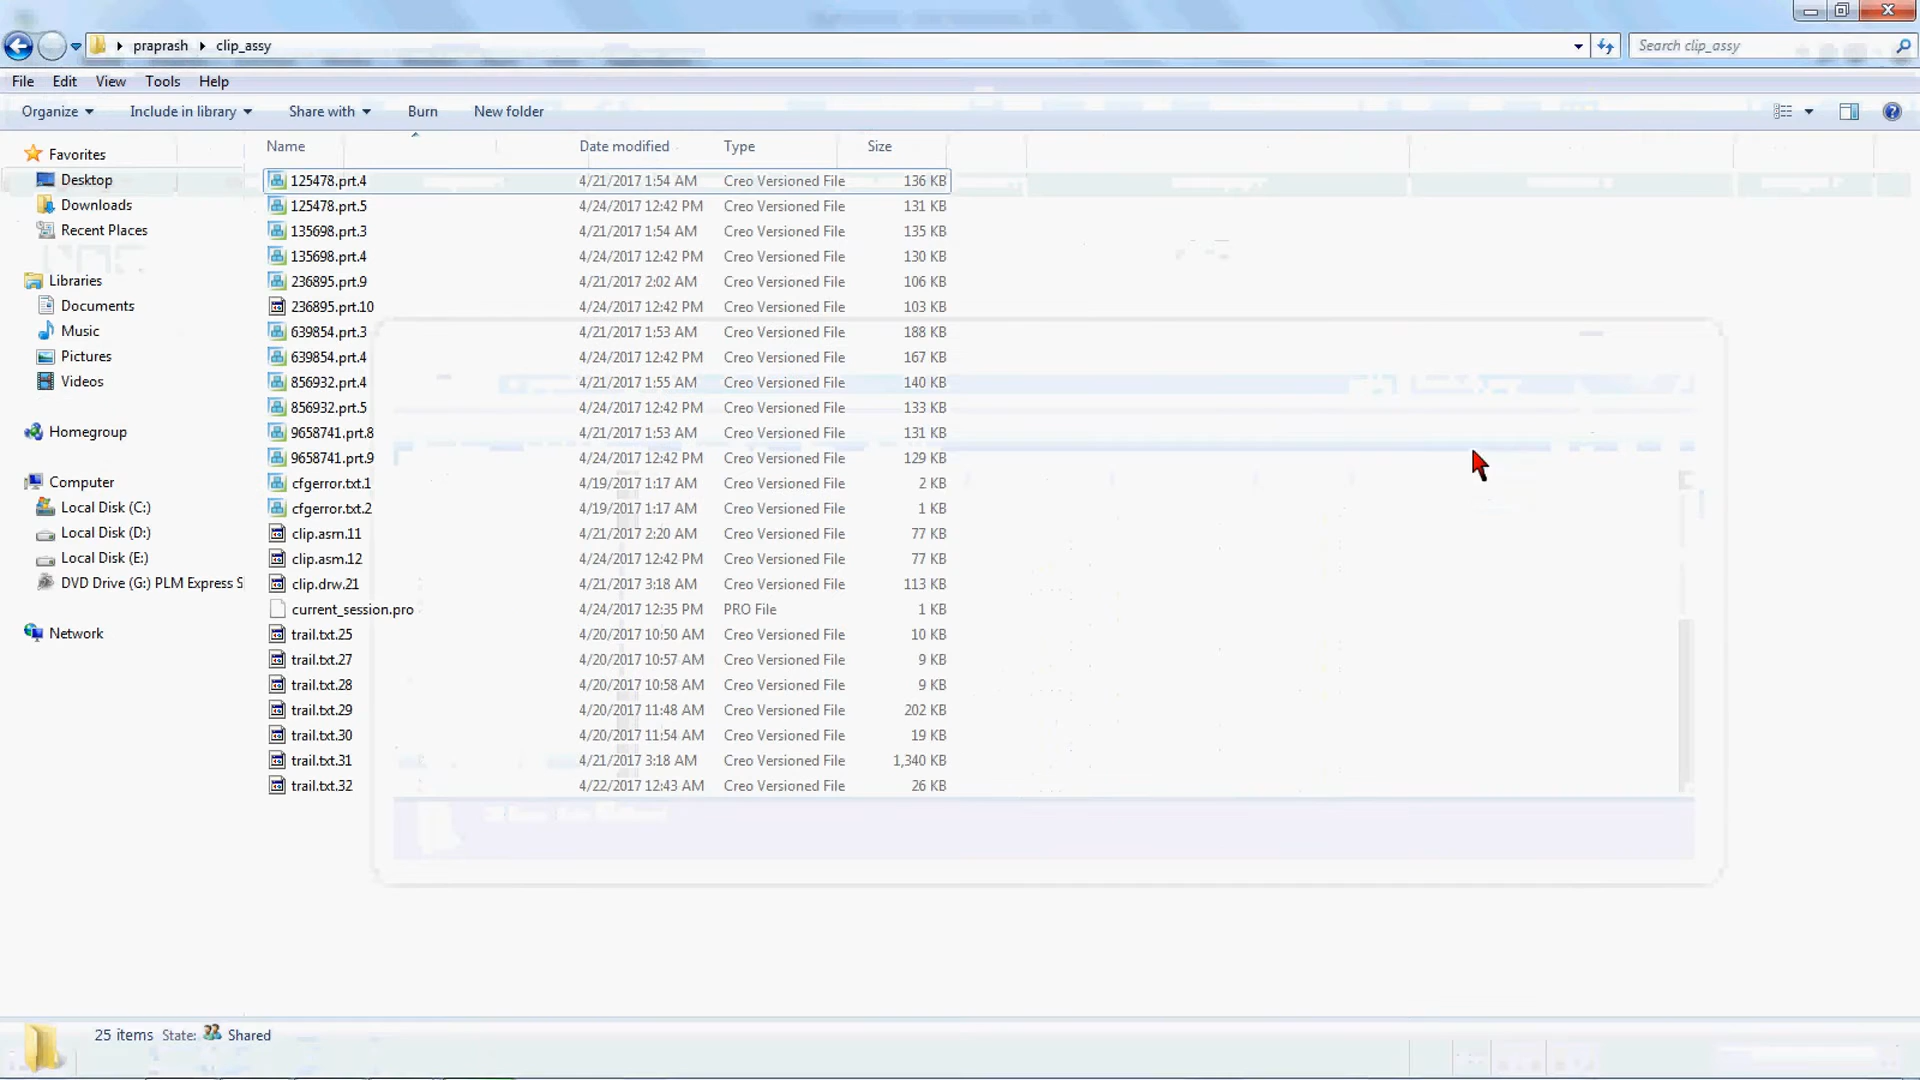 praprash clip_assy Search clip_assy
File Edit View Tools Help
Organize Include in library Share with Burn New folder
Name Date modified Type Size
Favorites
Desktop
Downloads
Recent Places
Libraries
Documents
Music
Pictures
Videos
Homegroup
Computer
Local Disk (C:)
Local Disk (D:)
Local Disk (E:)
DVD Drive (G:) PLM Express S
Network
125478.prt.4 4/21/2017 1:54 AM Creo Versioned File 136 KB
125478.prt.5 4/24/2017 12:42 PM Creo Versioned File 131 KB
135698.prt.3 4/21/2017 1:54 AM Creo Versioned File 135 KB
135698.prt.4 4/24/2017 12:42 PM Creo Versioned File 130 KB
236895.prt.9 4/21/2017 2:02 AM Creo Versioned File 106 KB
236895.prt.10 4/24/2017 12:42 PM Creo Versioned File 103 KB
639854.prt.3 4/21/2017 1:53 AM Creo Versioned File 188 KB
639854.prt.4 4/24/2017 12:42 PM Creo Versioned File 167 KB
856932.prt.4 4/21/2017 1:55 AM Creo Versioned File 140 KB
856932.prt.5 4/24/2017 12:42 PM Creo Versioned File 133 KB
9658741.prt.8 4/21/2017 1:53 AM Creo Versioned File 131 KB
9658741.prt.9 4/24/2017 12:42 PM Creo Versioned File 129 KB
cfgerror.txt.1 4/19/2017 1:17 AM Creo Versioned File 2 KB
cfgerror.txt.2 4/19/2017 1:17 AM Creo Versioned File 1 KB
clip.asm.11 4/21/2017 2:20 AM Creo Versioned File 77 KB
clip.asm.12 4/24/2017 12:42 PM Creo Versioned File 77 KB
clip.drw.21 4/21/2017 3:18 AM Creo Versioned File 113 KB
current_session.pro 4/24/2017 12:35 PM PRO File 1 KB
trail.txt.25 4/20/2017 10:50 AM Creo Versioned File 10 KB
trail.txt.27 4/20/2017 10:57 AM Creo Versioned File 9 KB
trail.txt.28 4/20/2017 10:58 AM Creo Versioned File 9 KB
trail.txt.29 4/20/2017 11:48 AM Creo Versioned File 202 KB
trail.txt.30 4/20/2017 11:54 AM Creo Versioned File 19 KB
trail.txt.31 4/21/2017 3:18 AM Creo Versioned File 1,340 KB
trail.txt.32 4/22/2017 12:43 AM Creo Versioned File 26 KB
25 items State: Shared